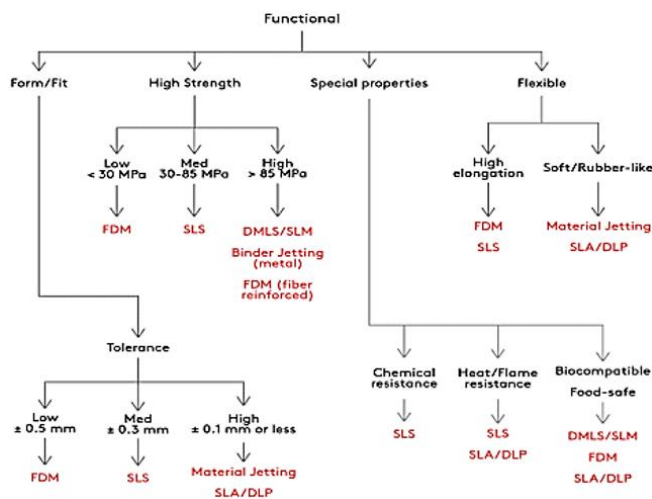 Functional
Form/Fit
High Strength
Special properties
Flexible
Low
< 30 MPa
Med
30-85 MPa
High
> 85 MPa
High
elongation
Soft/Rubber-like
FDM
SLS
DMLS/SLM
Binder Jetting
(metal)
FDM (fiber
reinforced)
FDM
SLS
Material Jetting
SLA/DLP
Tolerance
Chemical
resistance
Heat/Flame
resistance
Biocompatible
Food-safe
Low
± 0.5 mm
Med
± 0.3 mm
High
± 0.1 mm or less
SLS
SLS
SLA/DLP
DMLS/SLM
FDM
SLA/DLP
FDM
SLS
Material Jetting
SLA/DLP